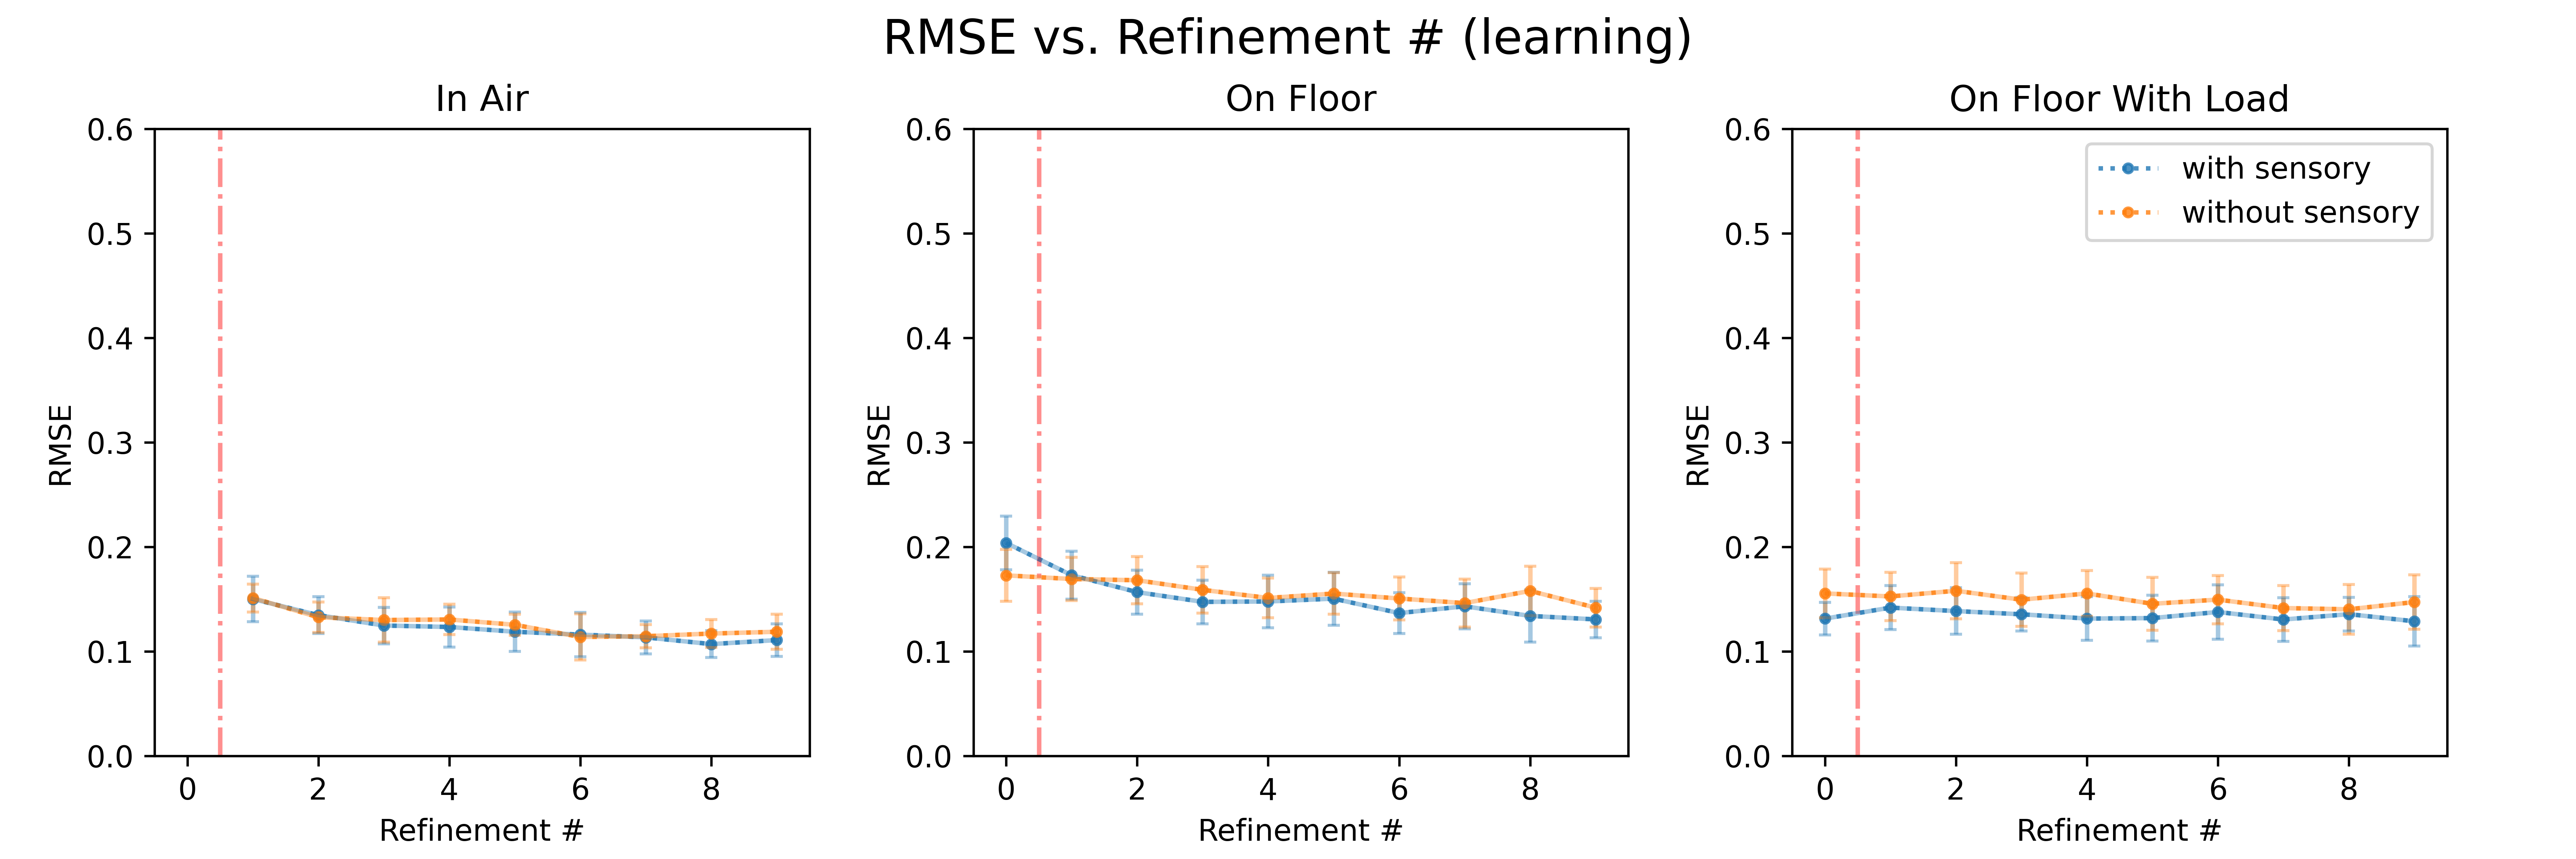 RMSE vs. Refinement # (learning)
In Air
0.6
0.5
0.4
0.3
0.2
0.1
0.0
RMSE
0 2 4 6 8
Refinement #
On Floor
0.6
0.5
0.4
0.3
0.2
0.1
0.0
RMSE
0 2 4 6 8
Refinement #
On Floor With Load
0.6
0.5
0.4
0.3
0.2
0.1
0.0
RMSE
0 2 4 6 8
Refinement #
with sensory
without sensory